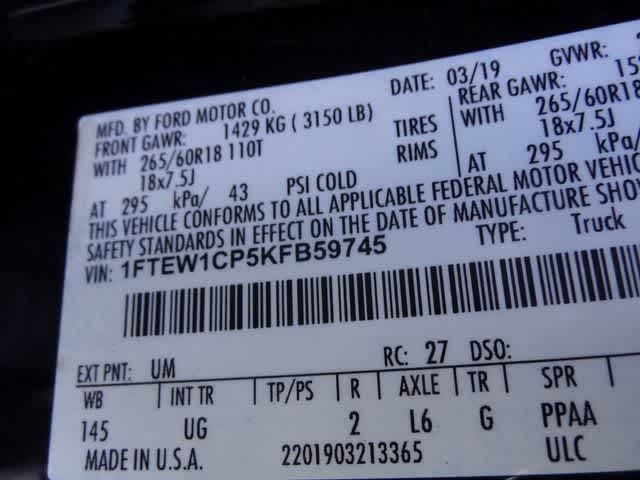 MFD. BY FORD MOTOR CO. DATE: 03/19 GVWR:
FRONT GAWR: 1429 KG ( 3150 LB) REAR GAWR:
WITH 265/60R18 110T TIRES WITH 265/60R18
18x7.5J RIMS 18x7.5J
AT 295 kPa/ 43 PSI COLD AT 295 kPa/
THIS VEHICLE CONFORMS TO ALL APPLICABLE FEDERAL MOTOR
SAFETY STANDARDS IN EFFECT ON THE DATE OF MANUFACTURE
VIN: 1FTEW1CP5KFB59745 TYPE: Truck
EXT PNT: UM RC: 27 DSO:
WB INT TR TP/PS R AXLE TR SPR
145 UG 2 L6 G PPAA
MADE IN U.S.A. 2201903213365 ULC